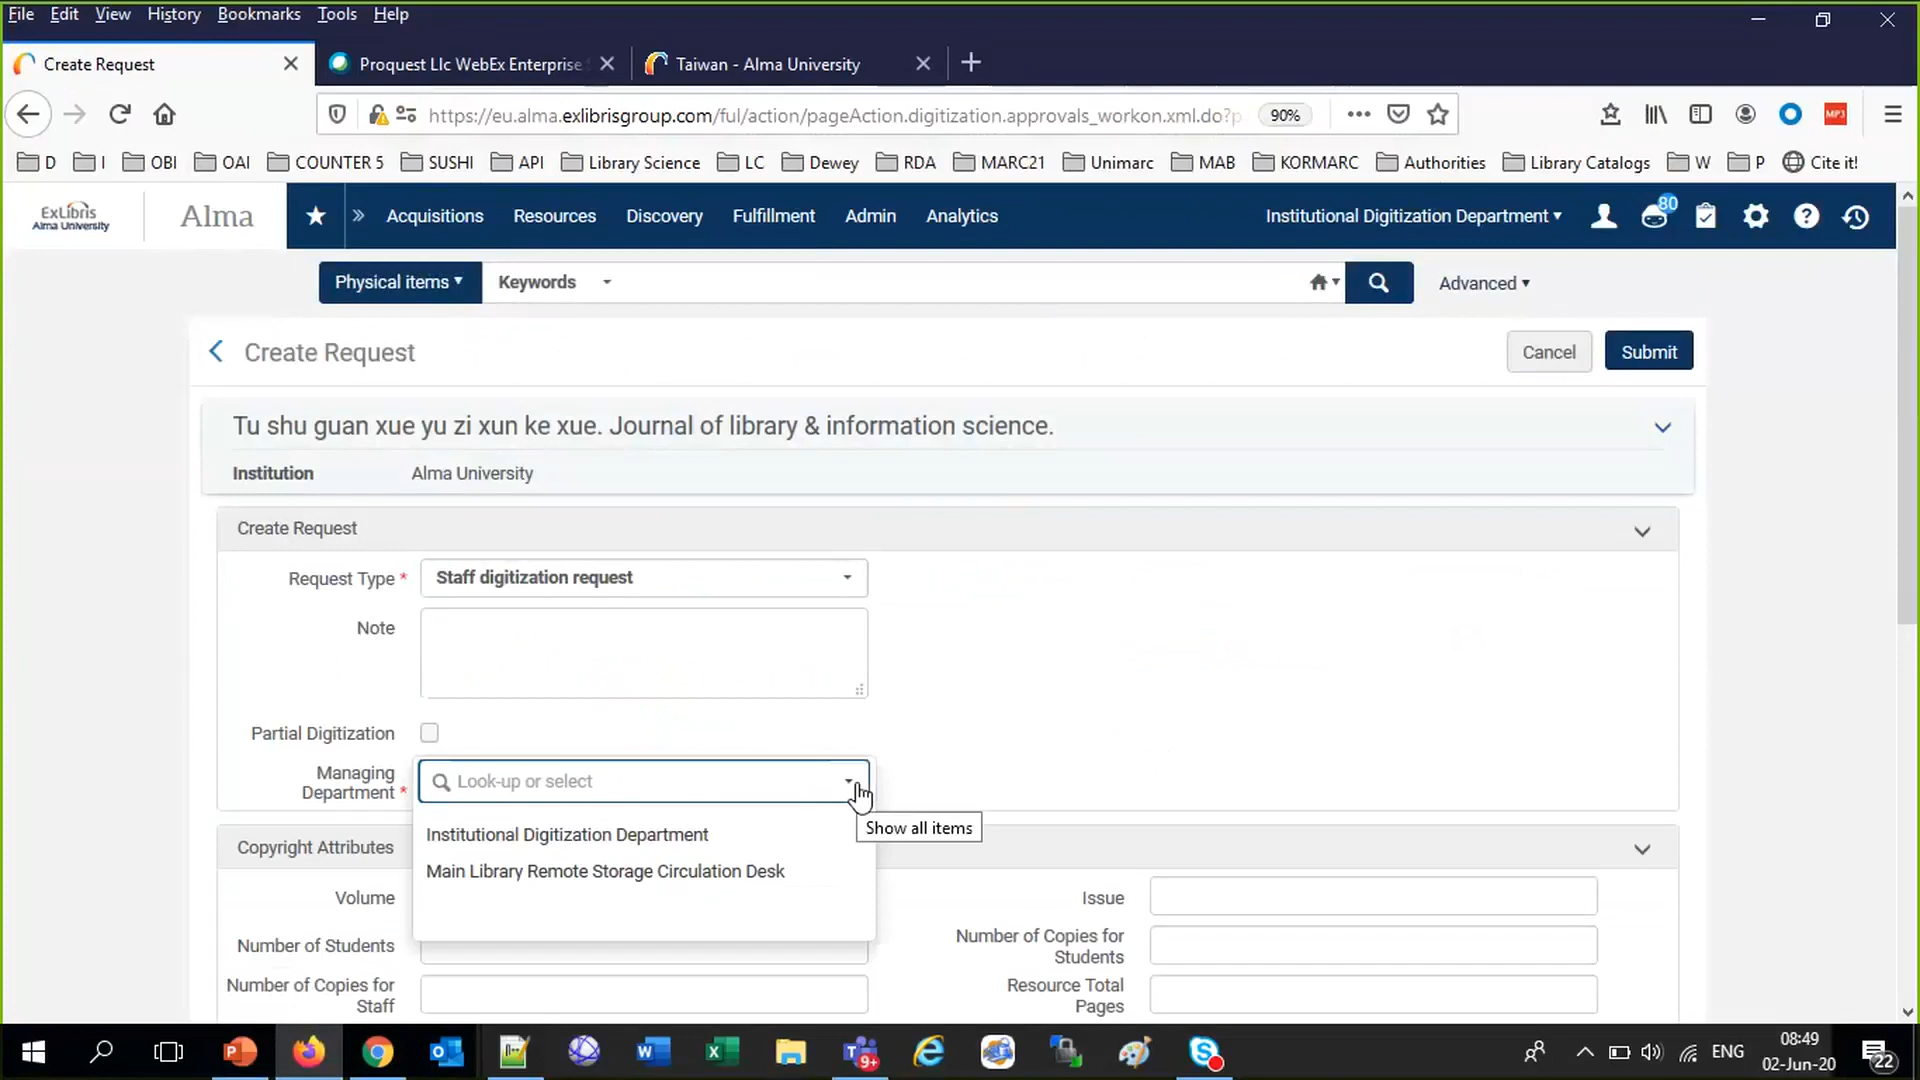 File Edit View History Bookmarks Tools Help
Create Request
Proquest Llc WebEx Enterprise
Taiwan - Alma University
https://eu.alma.exlibrisgroup.com/ful/action/pageAction.digitization.approvals_workon.xml.do?p
90%
MP3
D I OBI OAI COUNTER 5 SUSHI API Library Science LC Dewey RDA MARC21 Unimarc MAB KORMARC Authorities Library Catalogs W P Cite it!
ExLibris
Alma University
Alma
Acquisitions Resources Discovery Fulfillment Admin Analytics
Institutional Digitization Department
80
Physical items Keywords
Advanced
Create Request
Cancel Submit
Tu shu guan xue yu zi xun ke xue. Journal of library & information science.
Institution Alma University
Create Request
Request Type * Staff digitization request
Note
Partial Digitization
Managing
Department *
Look-up or select
Show all items
Institutional Digitization Department
Main Library Remote Storage Circulation Desk
Copyright Attributes
Volume
Issue
Number of Students
Number of Copies for
Students
Number of Copies for
Staff
Resource Total
Pages
9+
ENG
08:49
02-Jun-20
22